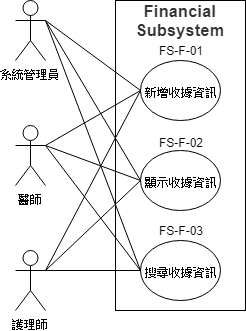 Financial
Subsystem
FS-F-01
新增收據資訊
系統管理員
FS-F-02
顯示收據資訊
醫師
FS-F-03
搜尋收據資訊
護理師